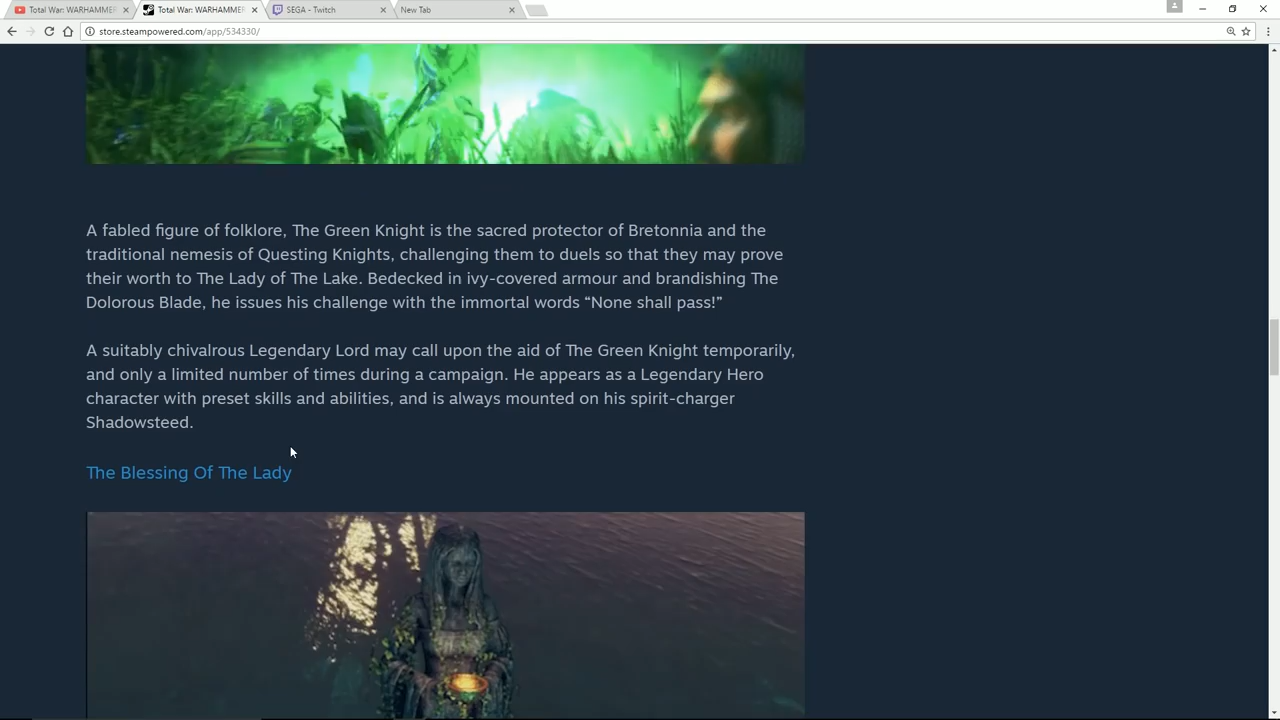 Total War: WARHAMMER
Total War: WARHAMMER
SEGA - Twitch
New Tab
store.steampowered.com/app/534330/
A fabled figure of folklore, The Green Knight is the sacred protector of Bretonnia and the
traditional nemesis of Questing Knights, challenging them to duels so that they may prove
their worth to The Lady of The Lake. Bedecked in ivy-covered armour and brandishing The
Dolorous Blade, he issues his challenge with the immortal words “None shall pass!”
A suitably chivalrous Legendary Lord may call upon the aid of The Green Knight temporarily,
and only a limited number of times during a campaign. He appears as a Legendary Hero
character with preset skills and abilities, and is always mounted on his spirit-charger
Shadowsteed.
The Blessing Of The Lady